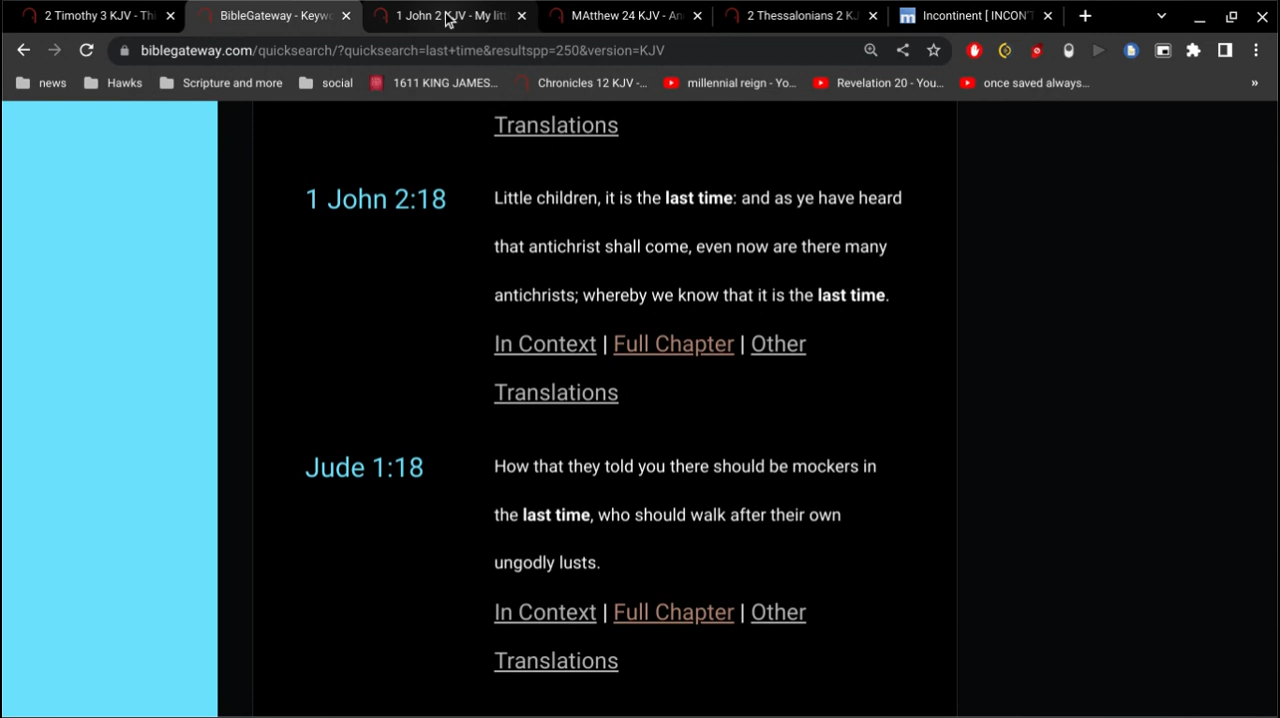 2 Timothy 3 KJV - Thi
BibleGateway - Keywo
1 John 2 KJV - My litt
MAtthew 24 KJV - An
2 Thessalonians 2 KJ
Incontinent [ INCON'T
biblegateway.com/quicksearch/?quicksearch=last+time&resultspp=250&version=KJV
news
Hawks
Scripture and more
social
1611 KING JAMES...
Chronicles 12 KJV -...
millennial reign - Yo...
Revelation 20 - You...
once saved always...
»
Translations
1 John 2:18
Little children, it is the last time: and as ye have heard
that antichrist shall come, even now are there many
antichrists; whereby we know that it is the last time.
In Context | Full Chapter | Other
Translations
Jude 1:18
How that they told you there should be mockers in
the last time, who should walk after their own
ungodly lusts.
In Context | Full Chapter | Other
Translations